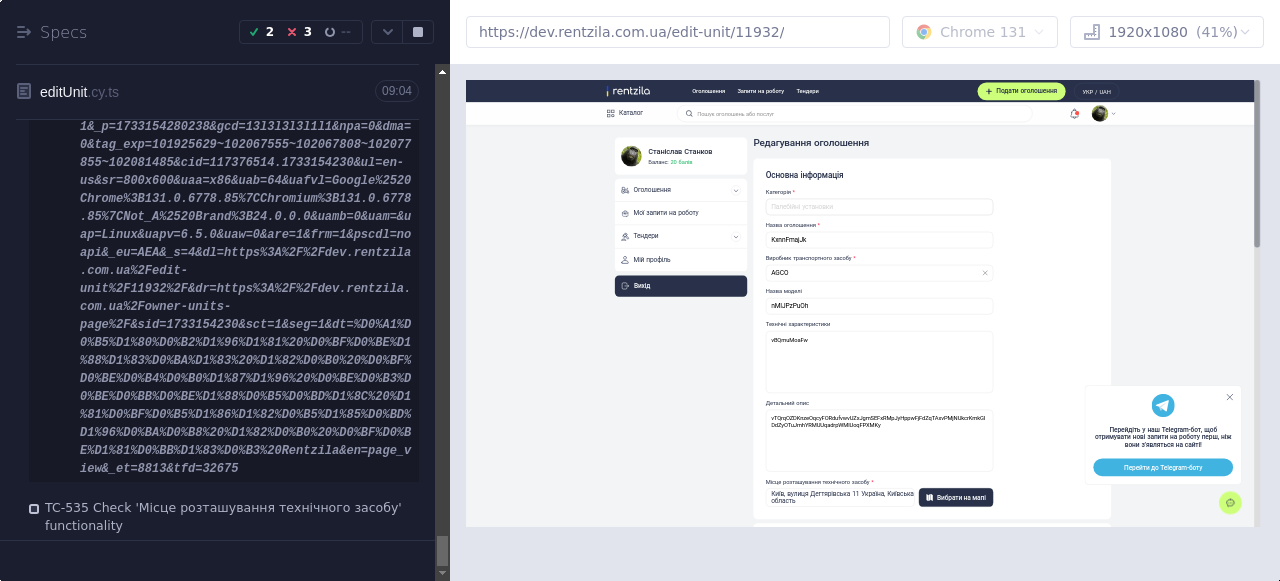 Specs
2
3
--
https://dev.rentzila.com.ua/edit-unit/11932/
Chrome 131
1920x1080 (41%)
editUnit.cy.ts
09:04
1&_p=1733154280238&gcd=13l3l3l3l1l1&npa=0&dma=
0&tag_exp=101925629~102067555~102067808~102077
855~102081485&cid=117376514.1733154230&ul=en-
us&sr=800x600&uaa=x86&uab=64&uafvl=Google%2520
Chrome%3B131.0.6778.85%7CChromium%3B131.0.6778
.85%7CNot_A%2520Brand%3B24.0.0.0&uamb=0&uam=&u
ap=Linux&uapv=6.5.0&uaw=0&are=1&frm=1&pscdl=no
api&_eu=AEA&_s=4&dl=https%3A%2F%2Fdev.rentzila
.com.ua%2Fedit-
unit%2F11932%2F&dr=https%3A%2F%2Fdev.rentzila.
com.ua%2Fowner-units-
page%2F&sid=1733154230&sct=1&seg=1&dt=%D0%A1%D
0%B5%D1%80%D0%B2%D1%96%D1%81%20%D0%BF%D0%BE%D1
%88%D1%83%D0%BA%D1%83%20%D1%82%D0%B0%20%D0%BF%
D0%BE%D0%B4%D0%B0%D1%87%D1%96%20%D0%BE%D0%B3%D
0%BE%D0%BB%D0%BE%D1%88%D0%B5%D0%BD%D1%8C%20%D1
%81%D0%BF%D0%B5%D1%86%D1%82%D0%B5%D1%85%D0%BD%
D1%96%D0%BA%D0%B8%20%D1%82%D0%B0%20%D0%BF%D0%B
E%D1%81%D0%BB%D1%83%D0%B3%20Rentzila&en=page_v
iew&_et=8813&tfd=32675
TC-535 Check 'Місце розташування технічного засобу'
functionality
rentzila
Оголошення
Запити на роботу
Тендери
Подати оголошення
УКР / UAH
Каталог
Пошук оголошень або послуг
Станіслав Станков
Баланс: 20 балів
Оголошення
Мої запити на роботу
Тендери
Мій профіль
Вихід
Редагування оголошення
Основна інформація
Категорія *
Палебійні установки
Назва оголошення *
KxnnFmajJk
Виробник транспортного засобу *
AGCO
Назва моделі
nMlJPzPuOh
Технічні характеристики
vBQmuMoaFw
Детальний опис
Місце розташування технічного засобу *
Київ, вулиця Дегтярівська 11 Україна, Київська
область
Вибрати на мапі
Перейдіть у наш Telegram-бот, щоб
отримувати нові запити на роботу перш, ніж
вони з'являться на сайті!
Перейти до Telegram-боту